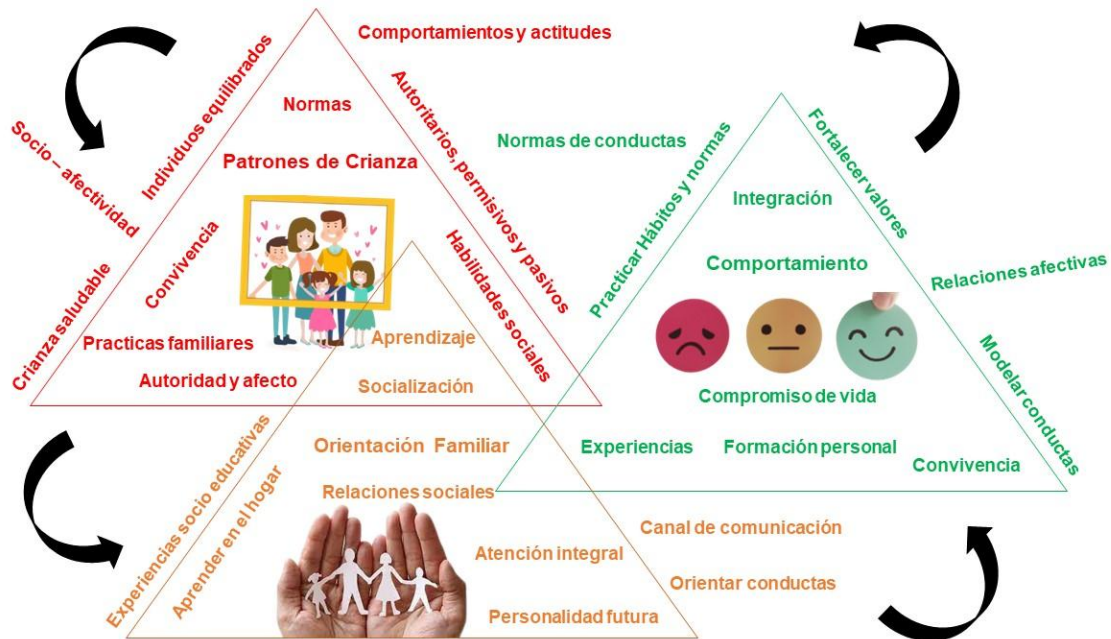 Comportamientos y actitudes
Individuos equilibrados
Socio – afectividad
Crianza saludable
Normas
Patrones de Crianza
Convivencia
Practicas familiares
Autoridad y afecto
Autoritarios, permisivos y pasivos
Habilidades sociales
Aprendizaje
Socialización
Orientación Familiar
Relaciones sociales
Experiencias socio educativas
Aprender en el hogar
Atención integral
Personalidad futura
Canal de comunicación
Orientar conductas
Normas de conductas
Practicar Hábitos y normas
Fortalecer valores
Integración
Comportamiento
Relaciones afectivas
Modelar conductas
Compromiso de vida
Experiencias
Formación personal
Convivencia